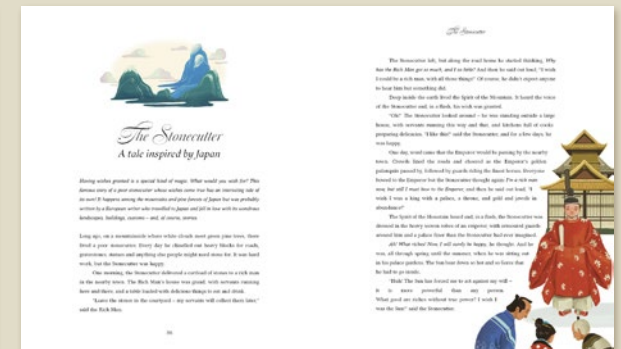 The Stonecutter
A tale inspired by Japan
Having wishes granted is a special kind of magic. What would you wish for? This
famous story of a poor stonecutter whose wishes come true has an interesting tale of
its own! It happens among the mountains and pine forests of Japan but was probably
written by a European writer who travelled to Japan and fell in love with its wondrous
landscapes, buildings, customs – and, of course, stories.
Long ago, on a mountainside where white clouds meet green pine trees, there
lived a poor stonecutter. Every day he chiselled out heavy blocks for roads,
gravestones, statues and anything else people might need stone for. It was hard
work, but the Stonecutter was happy.
One morning, the Stonecutter delivered a cartload of stones to a rich man
in the nearby town. The Rich Man's house was grand, with servants running
here and there, and a table loaded with delicious things to eat and drink.
"Leave the stones in the courtyard – my servants will collect them later,"
said the Rich Man.
The Stonecutter
The Stonecutter left, but along the road home he started thinking, Why
has the Rich Man got so much, and I so little? And then he said out loud, "I wish
I could be a rich man, with all those things!" Of course, he didn't expect anyone
to hear him but something did.
Deep inside the earth lived the Spirit of the Mountain. It heard the voice
of the Stonecutter and, in a flash, his wish was granted.
"Oh!" The Stonecutter looked around – he was standing outside a large
house, with servants running this way and that, and kitchens full of cooks
preparing delicacies. "I like this!" said the Stonecutter, and for a few days, he
was happy.
One day, word came that the Emperor would be passing by the nearby
town. Crowds lined the roads and cheered as the Emperor's golden
palanquin passed by, followed by guards riding the finest horses. Everyone
bowed to the Emperor but the Stonecutter thought again: I'm a rich man
now, but still I must bow to the Emperor, and then he said out loud, "I
wish I was a king with a palace, a throne, and gold and jewels in
abundance!"
The Spirit of the Mountain heard and, in a flash, the Stonecutter was
dressed in the heavy ornate robes of an emperor, with armoured guards
around him and a palace finer than the Stonecutter had ever imagined.
Ah! What riches! Now, I will surely be happy, he thought. And he
was, all through spring until the summer, when he was sitting out
in his palace gardens. The sun beat down so hot and so fierce that
he had to go inside.
"Huh! The Sun has forced me to act against my will –
it is more powerful than my power.
What good are riches without true power? I wish I
was the Sun!" said the Stonecutter.